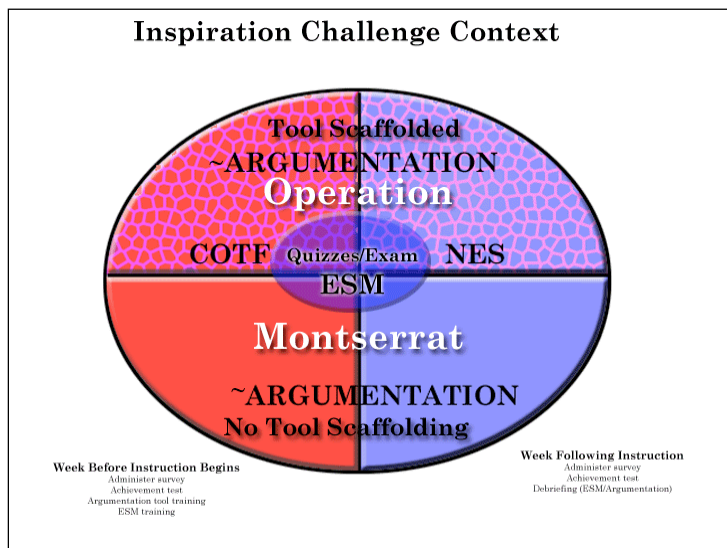 Inspiration Challenge Context
Tool Scaffolded
~ARGUMENTATION
Operation
COTF Quizzes/Exam NES
ESM
Montserrat
~ARGUMENTATION
No Tool Scaffolding
Week Before Instruction Begins
Administer survey
Achievement test
Argumentation tool training
ESM training
Week Following Instruction
Administer survey
Achievement test
Debriefing (ESM/Argumentation)